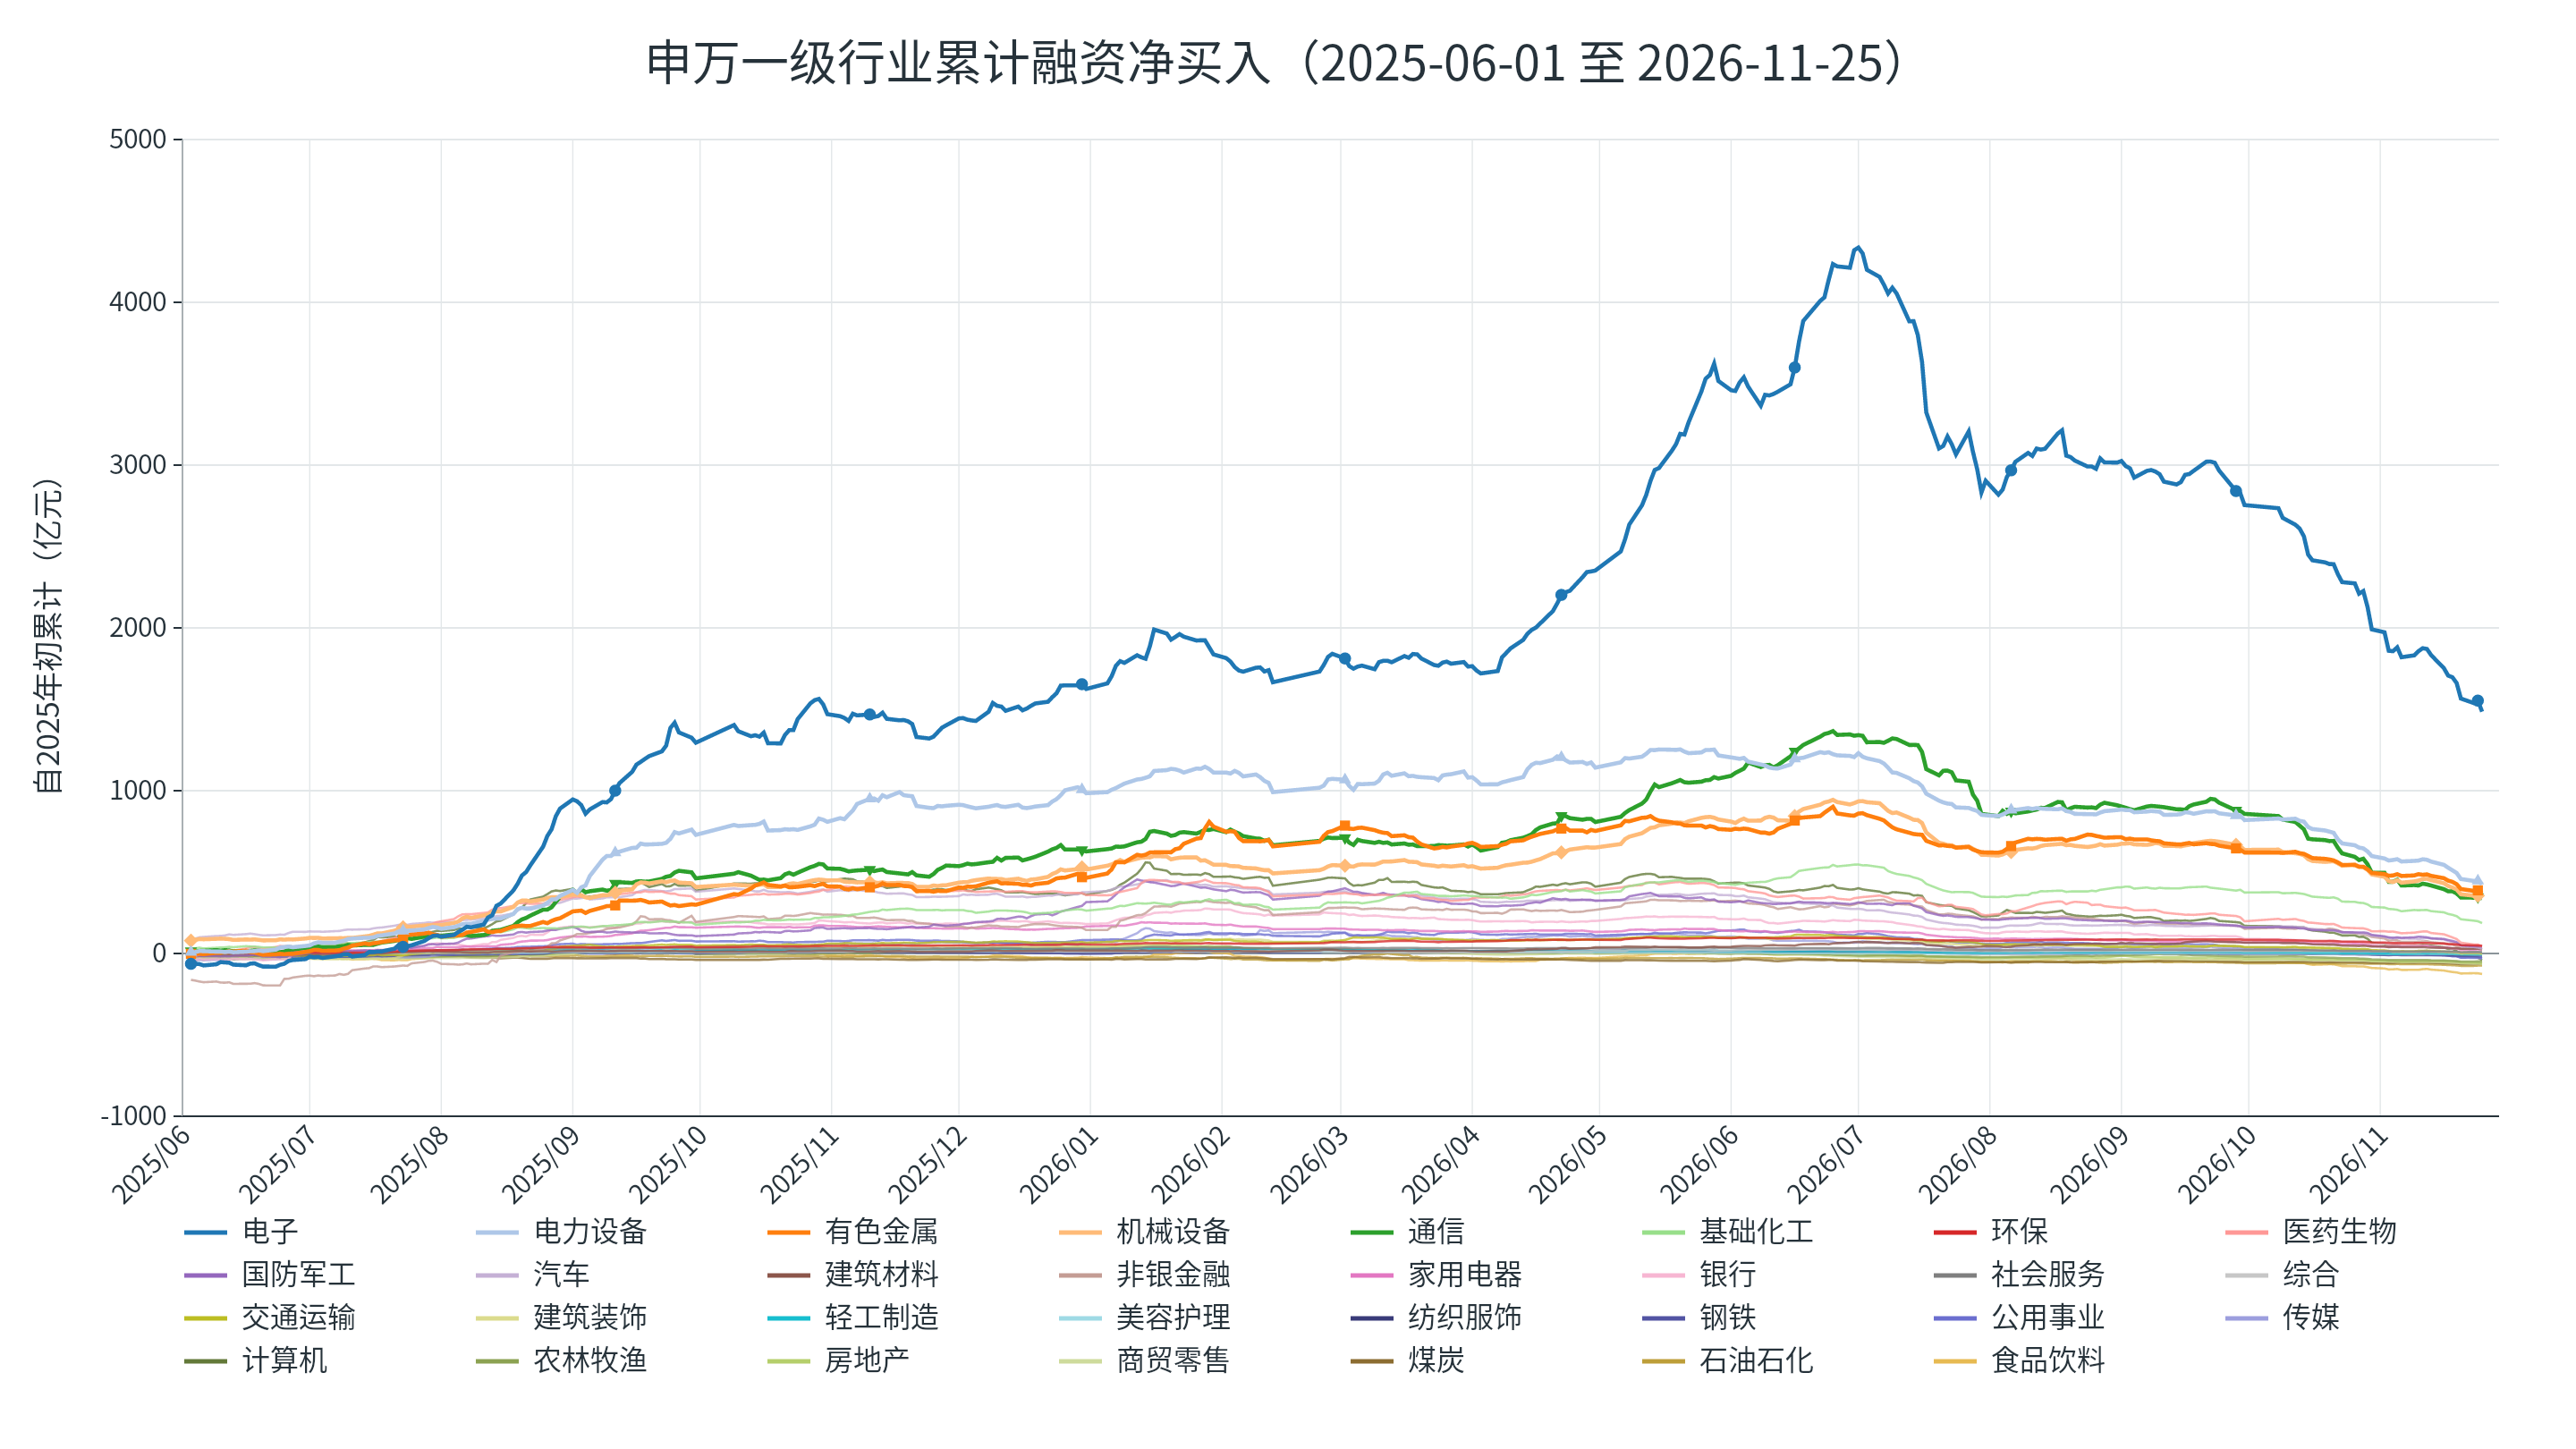 申万一级行业累计融资净买入（2025-06-01 至 2026-11-25）
自2025年初累计（亿元）
5000
4000
3000
2000
1000
0
-1000
2025/06 2025/07 2025/08 2025/09 2025/10 2025/11 2025/12 2026/01 2026/02 2026/03 2026/04 2026/05 2026/06 2026/07 2026/08 2026/09 2026/10 2026/11
电子 电力设备 有色金属 机械设备 通信 基础化工 环保 医药生物
国防军工 汽车 建筑材料 非银金融 家用电器 银行 社会服务 综合
交通运输 建筑装饰 轻工制造 美容护理 纺织服饰 钢铁 公用事业 传媒
计算机 农林牧渔 房地产 商贸零售 煤炭 石油石化 食品饮料